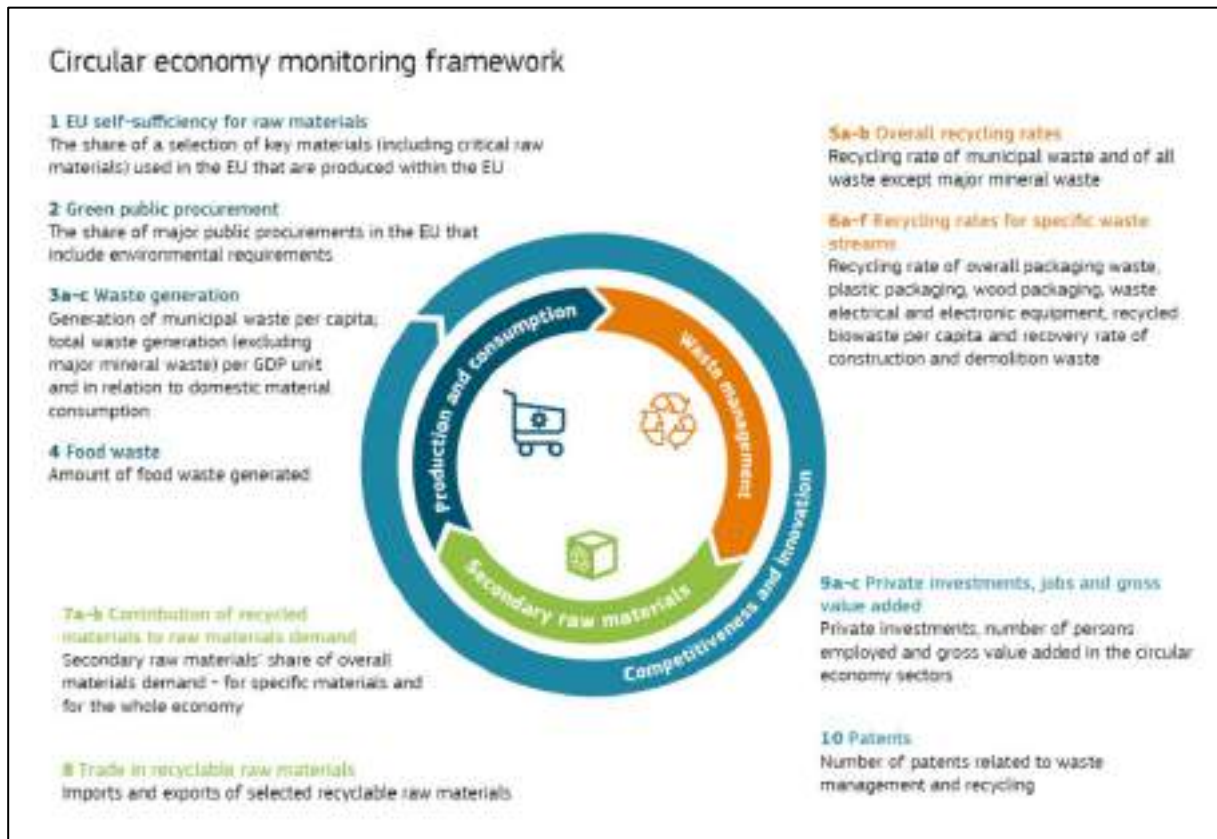 Circular economy monitoring framework
1 EU self-sufficiency for raw materials
The share of a selection of key materials (including critical raw
materials) used in the EU that are produced within the EU
2 Green public procurement
The share of major public procurements in the EU that
include environmental requirements
3a-c Waste generation
Generation of municipal waste per capita;
total waste generation (excluding
major mineral waste) per GDP unit
and in relation to domestic material
consumption
4 Food waste
Amount of food waste generated
5a-b Overall recycling rates
Recycling rate of municipal waste and of all
waste except major mineral waste
6a-f Recycling rates for specific waste
streams
Recycling rate of overall packaging waste,
plastic packaging, wood packaging, waste
electrical and electronic equipment, recycled
biowaste per capita and recovery rate of
construction and demolition waste
Production and consumption
Waste management
Secondary raw materials
Competitiveness and innovation
7a-b Contribution of recycled
materials to raw materials demand
Secondary raw materials' share of overall
materials demand - for specific materials and
for the whole economy
8 Trade in recyclable raw materials
Imports and exports of selected recyclable raw materials
9a-c Private investments, jobs and gross
value added
Private investments, number of persons
employed and gross value added in the circular
economy sectors
10 Patents
Number of patents related to waste
management and recycling